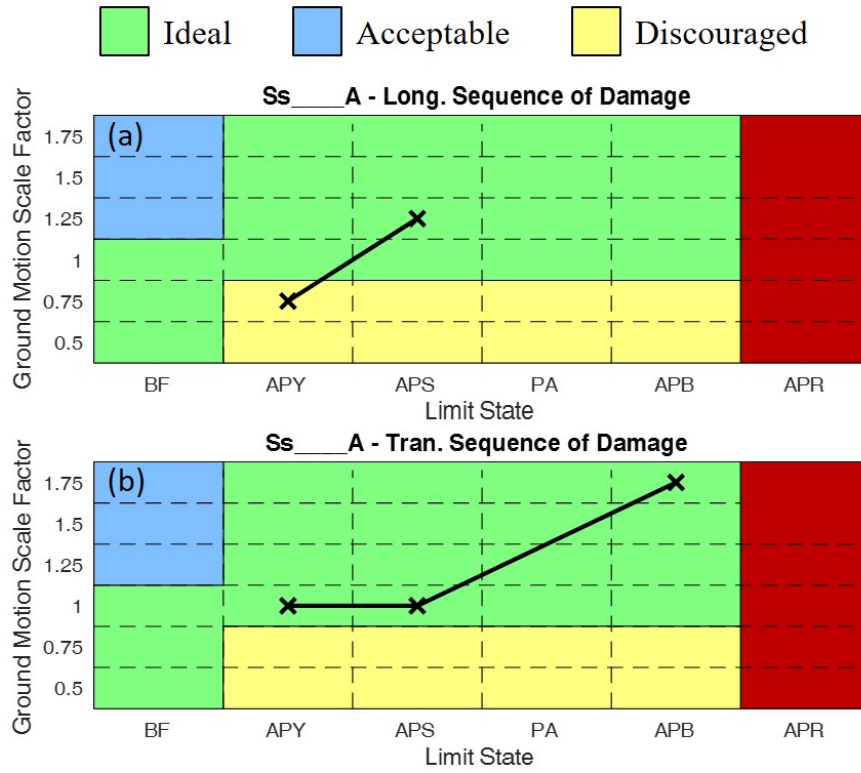 Ideal Acceptable Discouraged
Ss____A - Long. Sequence of Damage
(a)
Ground Motion Scale Factor
1.75
1.5
1.25
1
0.75
0.5
BF APY APS PA APB APR
Limit State
Ss____A - Tran. Sequence of Damage
(b)
Ground Motion Scale Factor
1.75
1.5
1.25
1
0.75
0.5
BF APY APS PA APB APR
Limit State